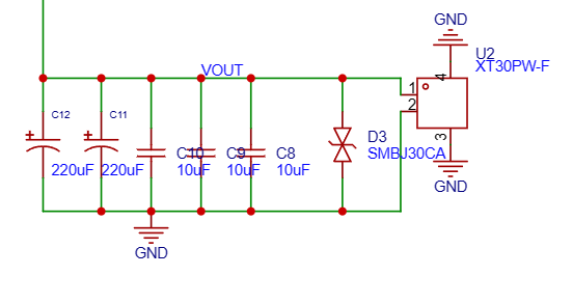 GND
U2
XT30PW-F
4
VOUT
1
2
C12
C11
3
D3
SMBJ30CA
C10
C9
C8
220uF
220uF
10uF
10uF
10uF
GND
GND